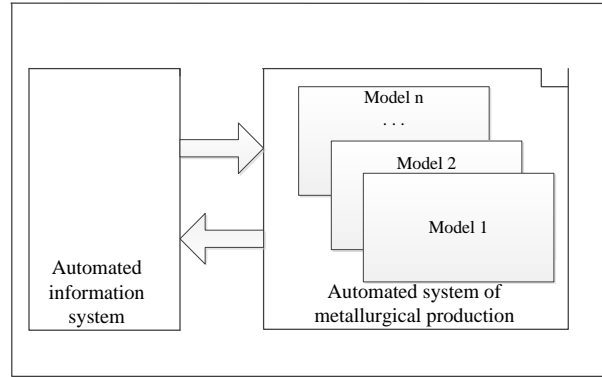 Model n
. . .
Model 2
Model 1
Automated
information
system
Automated system of
metallurgical production